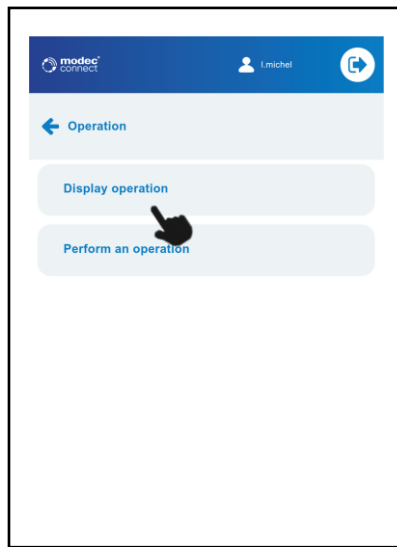 modec
connect
l.michel
Operation
Display operation
Perform an operation